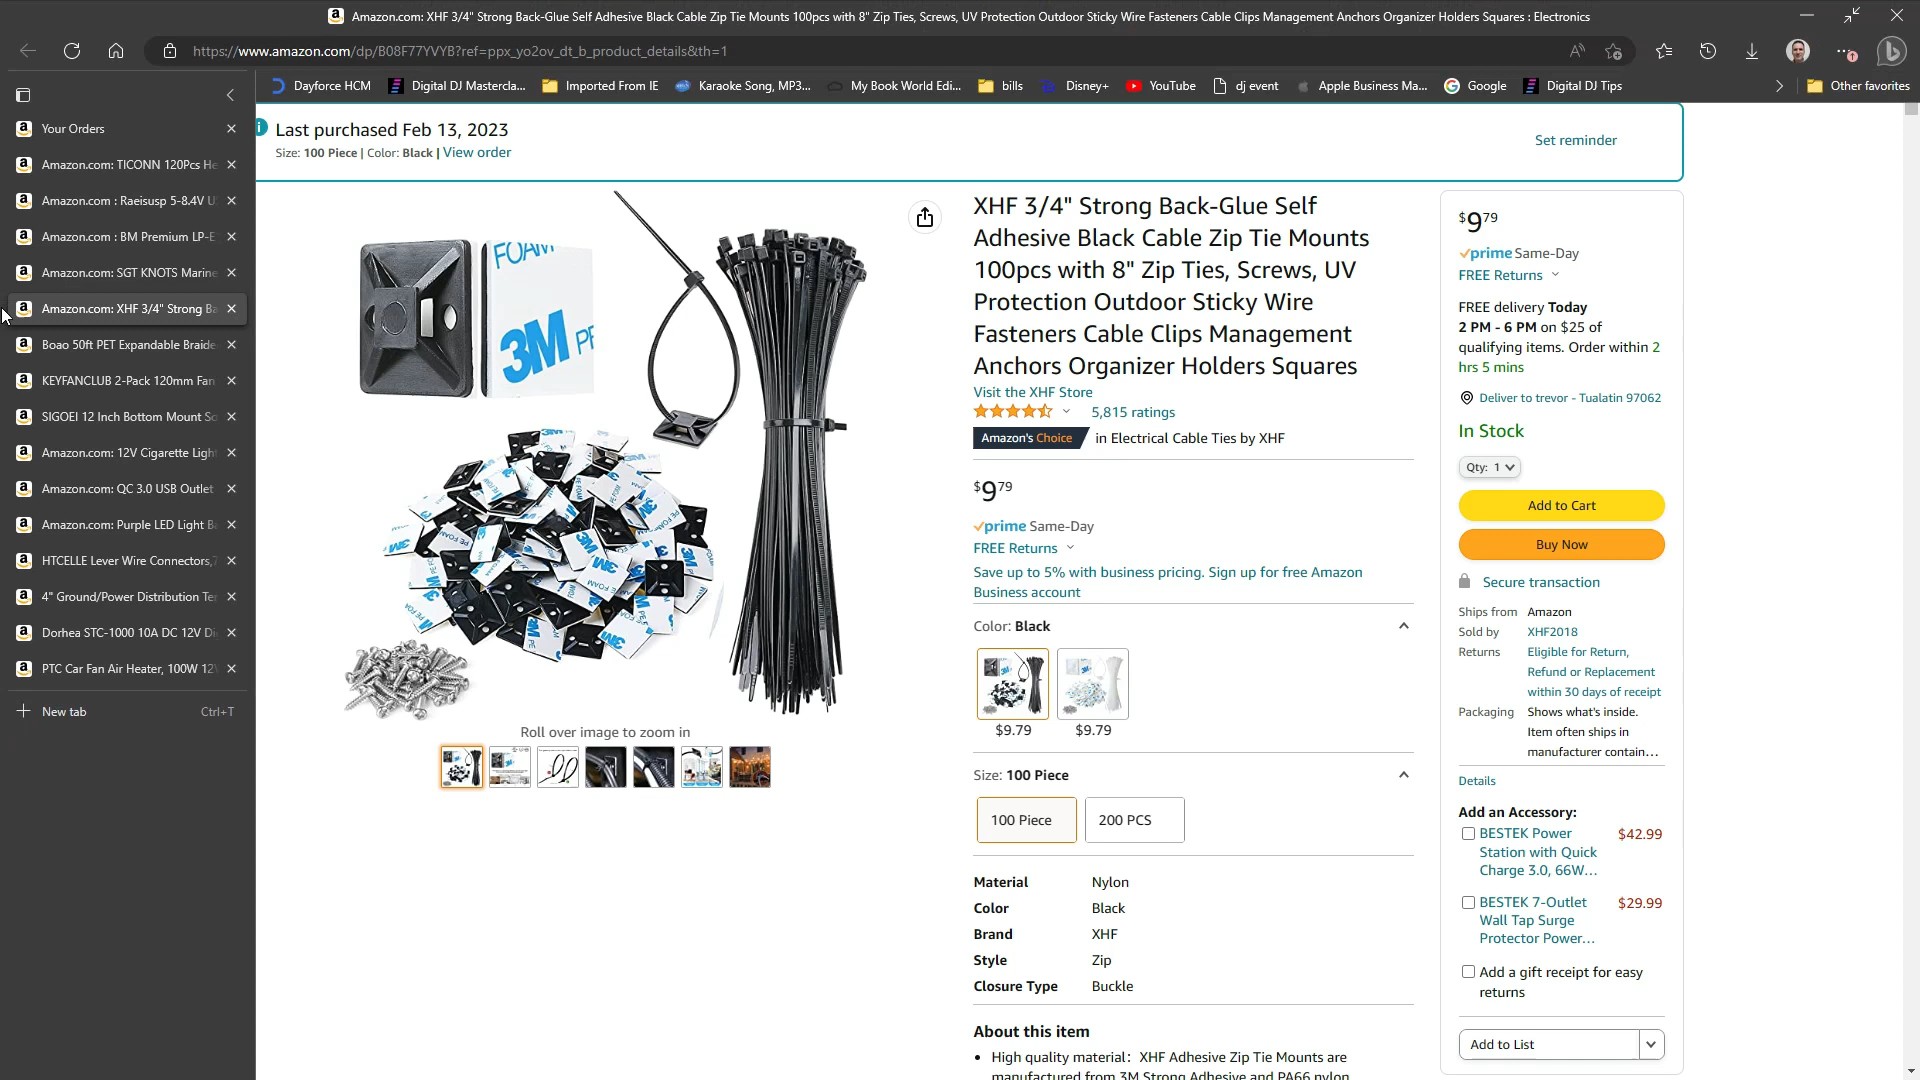 Amazon.com: XHF 3/4" Strong Back-Glue Self Adhesive Black Cable Zip Tie Mounts 100pcs with 8" Zip Ties, Screws, UV Protection Outdoor Sticky Wire Fasteners Cable Clips Management Anchors Organizer Holders Squares : Electronics
https://www.amazon.com/dp/B08F77YVYB?ref=ppx_yo2ov_dt_b_product_details&th=1
Dayforce HCM
Digital DJ Mastercla...
Imported From IE
Karaoke Song, MP3...
My Book World Edi...
bills
Disney+
YouTube
dj event
Apple Business Ma...
Google
Digital DJ Tips
Other favorites
Your Orders
Amazon.com: TICONN 120Pcs He
Amazon.com : Raeisusp 5-8.4V U
Amazon.com : BM Premium LP-E
Amazon.com: SGT KNOTS Marine
Amazon.com: XHF 3/4" Strong Ba
Boao 50ft PET Expandable Braide
KEYFANCLUB 2-Pack 120mm Fan
SIGOEI 12 Inch Bottom Mount So
Amazon.com: 12V Cigarette Light
Amazon.com: QC 3.0 USB Outlet
Amazon.com: Purple LED Light Ba
HTCELLE Lever Wire Connectors,7
4" Ground/Power Distribution Te
Dorhea STC-1000 10A DC 12V Di
PTC Car Fan Air Heater, 100W 12V
New tab Ctrl+T
Last purchased Feb 13, 2023
Size: 100 Piece | Color: Black | View order
Set reminder
FOAM
3M PE
Roll over image to zoom in
XHF 3/4" Strong Back-Glue Self
Adhesive Black Cable Zip Tie Mounts
100pcs with 8" Zip Ties, Screws, UV
Protection Outdoor Sticky Wire
Fasteners Cable Clips Management
Anchors Organizer Holders Squares
Visit the XHF Store
5,815 ratings
Amazon's Choice in Electrical Cable Ties by XHF
$9 79
prime Same-Day
FREE Returns
Save up to 5% with business pricing. Sign up for free Amazon
Business account
Color: Black
$9.79 $9.79
Size: 100 Piece
100 Piece 200 PCS
Material Nylon
Color Black
Brand XHF
Style Zip
Closure Type Buckle
About this item
• High quality material：XHF Adhesive Zip Tie Mounts are
manufactured from 3M Strong Adhesive and PA66 nylon
$9 79
prime Same-Day
FREE Returns
FREE delivery Today
2 PM - 6 PM on $25 of
qualifying items. Order within 2
hrs 5 mins
Deliver to trevor - Tualatin 97062
In Stock
Qty: 1
Add to Cart
Buy Now
Secure transaction
Ships from Amazon
Sold by XHF2018
Returns Eligible for Return,
Refund or Replacement
within 30 days of receipt
Packaging Shows what's inside.
Item often ships in
manufacturer contain...
Details
Add an Accessory:
BESTEK Power $42.99
Station with Quick
Charge 3.0, 66W...
BESTEK 7-Outlet $29.99
Wall Tap Surge
Protector Power...
Add a gift receipt for easy
returns
Add to List